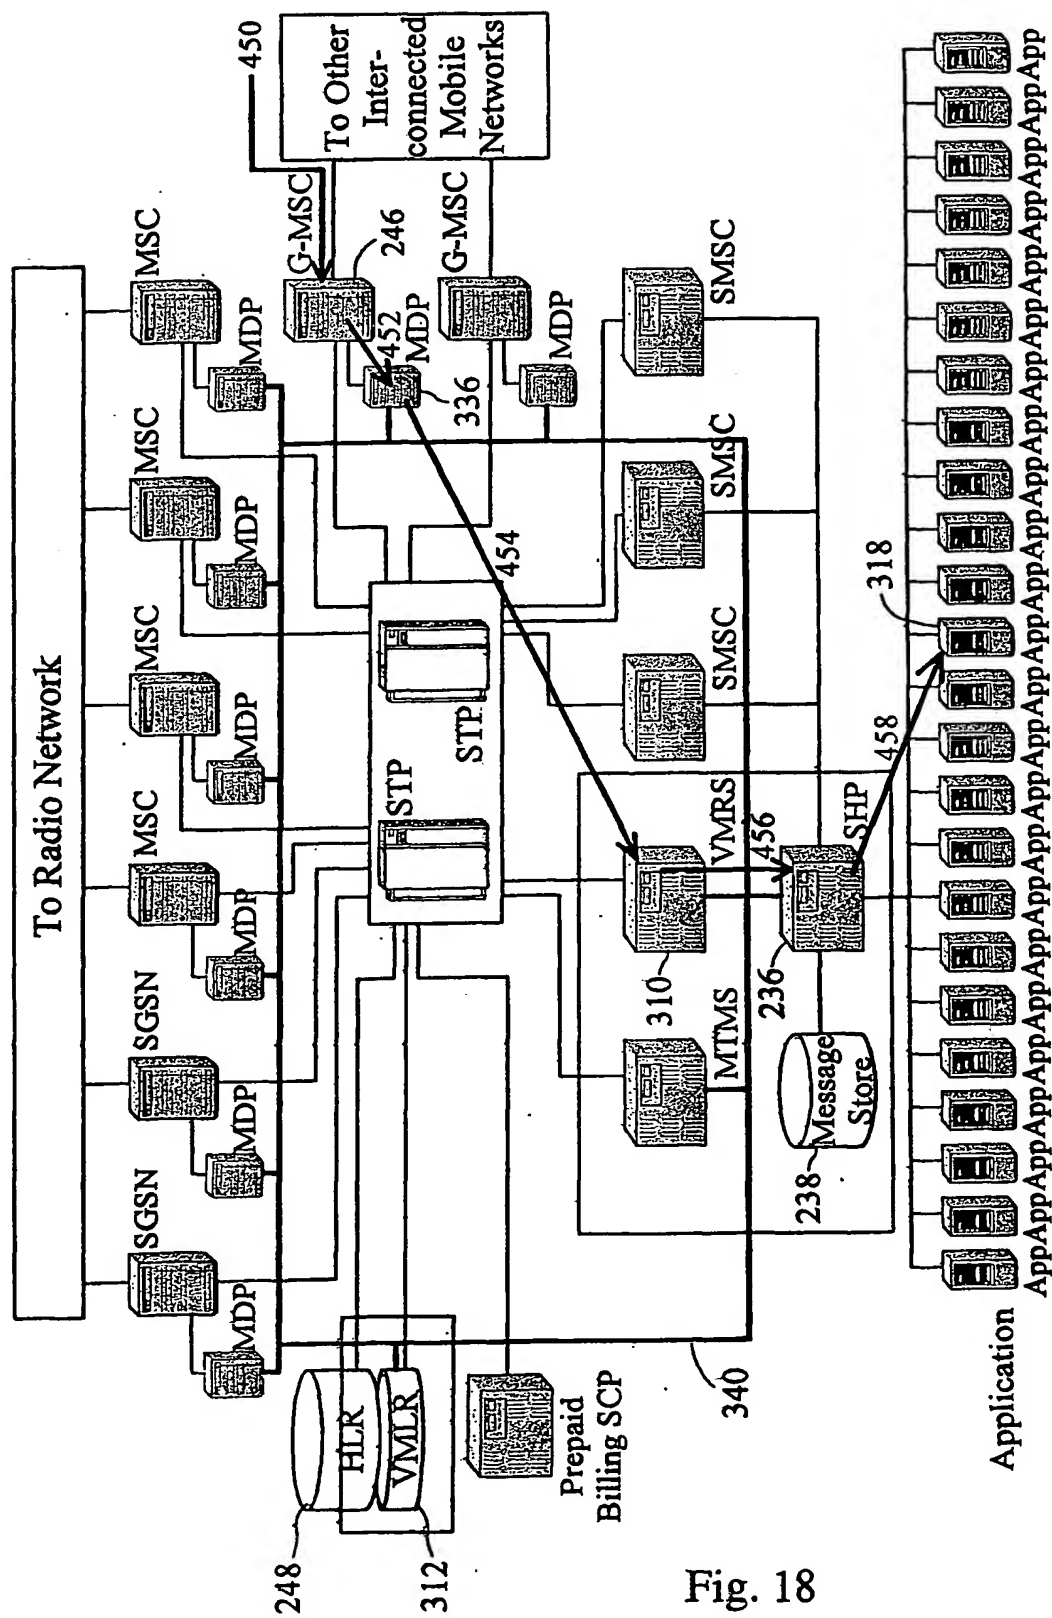 To Radio Network
SGSN
SGSN
MSC
MSC
MSC
MSC
MDP
MDP
MDP
MDP
MDP
MDP
450
To Other
Inter-
connected
Mobile
Networks
G-MSC
246
452
MDP
336
G-MSC
MDP
248
HLR
VMLR
312
STP
STP
454
Prepaid
Billing SCP
MTMS
310
VMRS
SMSC
SMSC
SMSC
340
456
236
SHP
238
Message
Store
458
318
Application
AppAppAppAppAppAppAppAppAppAppAppAppAppAppAppAppAppAppAppAppAppAppAppApp
Fig. 18